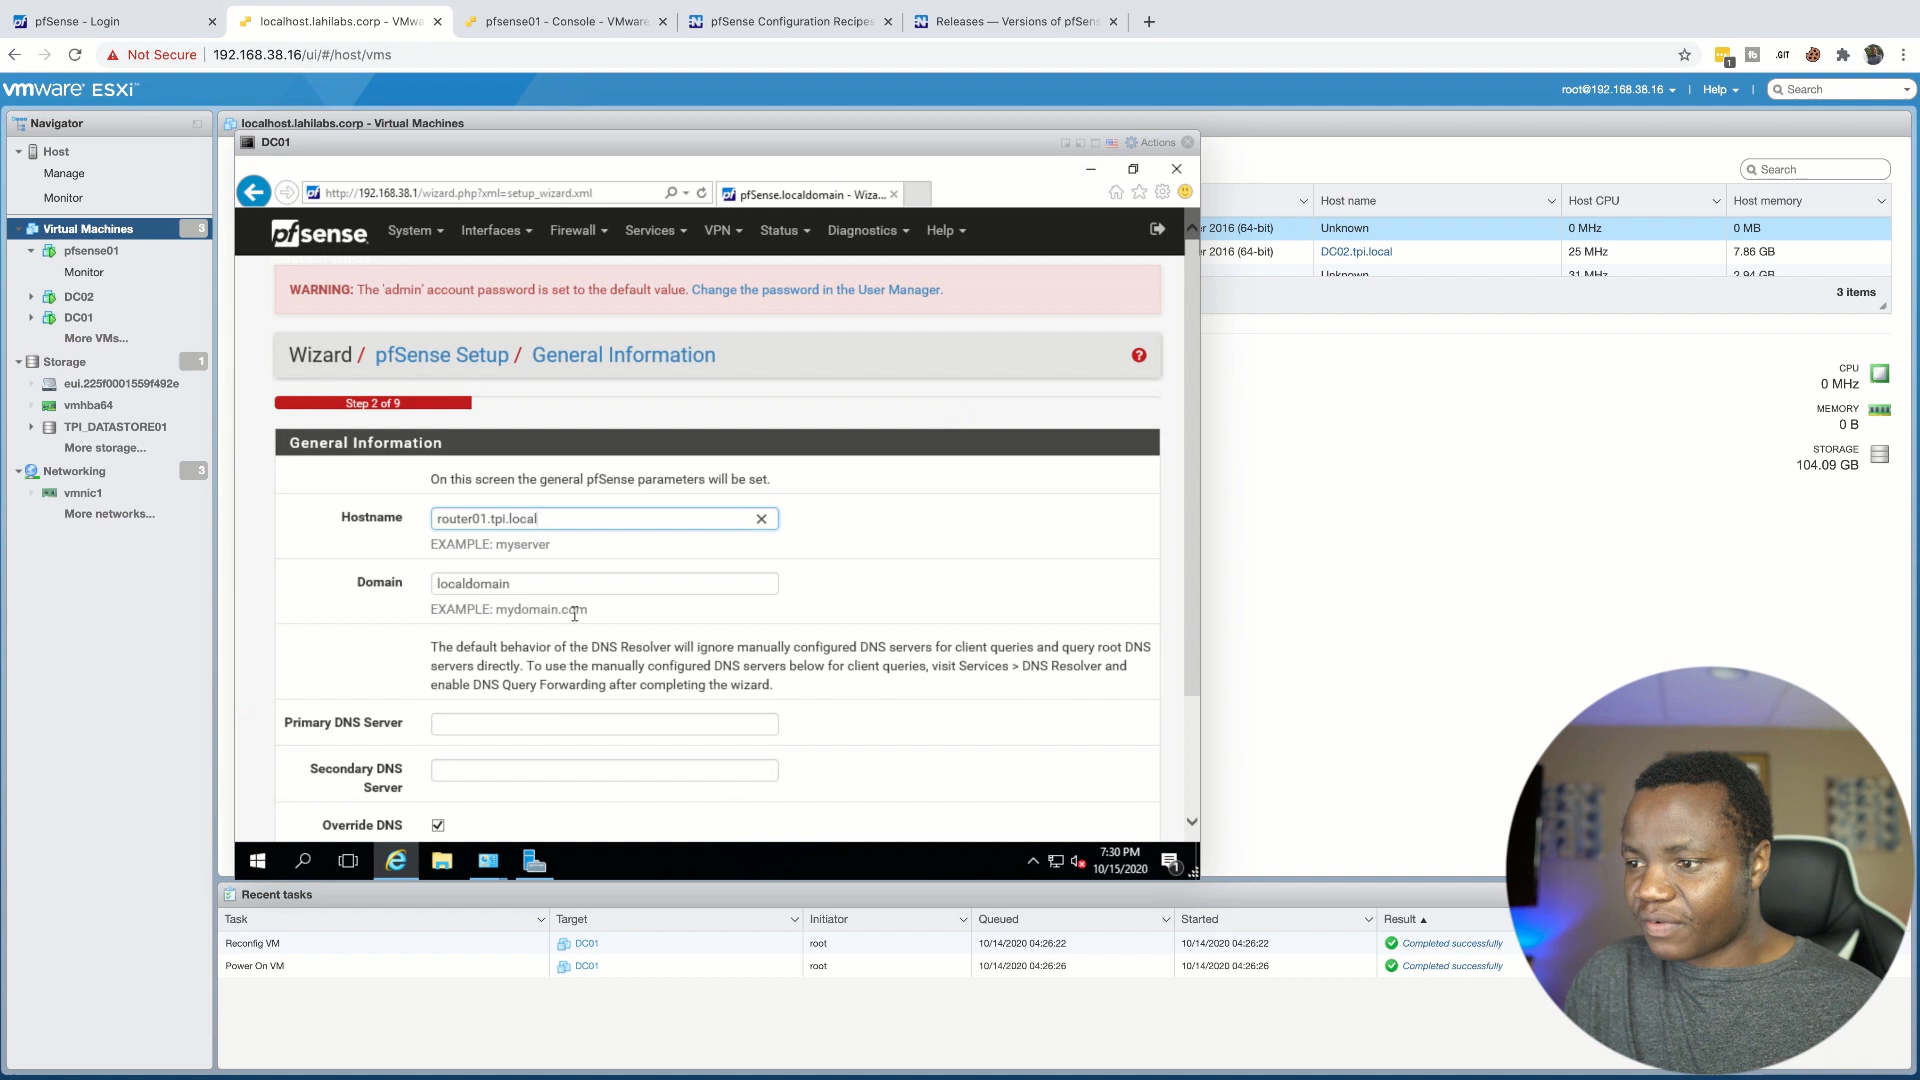 pfSense - Login
localhost.lahilabs.corp - VMwa
pfsense01 - Console - VMware
pfSense Configuration Recipes
Releases — Versions of pfSen
Not Secure
192.168.38.16/ui/#/host/vms
1
fb
.GIT
vmware ESXi™
root@192.168.38.16
Help
Search
Navigator
localhost.lahilabs.corp - Virtual Machines
Host
Manage
Monitor
Virtual Machines
3
pfsense01
Monitor
DC02
DC01
More VMs...
Storage
1
eui.225f0001559f492e
vmhba64
TPI_DATASTORE01
More storage...
Networking
3
vmnic1
More networks...
DC01
Actions
http://192.168.38.1/wizard.php?xml=setup_wizard.xml
pfSense.localdomain - Wiza...
pfsense
System
Interfaces
Firewall
Services
VPN
Status
Diagnostics
Help
WARNING: The 'admin' account password is set to the default value. Change the password in the User Manager.
Wizard / pfSense Setup / General Information
Step 2 of 9
General Information
On this screen the general pfSense parameters will be set.
Hostname
router01.tpi.local
EXAMPLE: myserver
Domain
localdomain
EXAMPLE: mydomain.com
The default behavior of the DNS Resolver will ignore manually configured DNS servers for client queries and query root DNS
servers directly. To use the manually configured DNS servers below for client queries, visit Services > DNS Resolver and
enable DNS Query Forwarding after completing the wizard.
Primary DNS Server
Secondary DNS
Server
Override DNS
7:30 PM
10/15/2020
1
Search
Host name
Host CPU
Host memory
r 2016 (64-bit)
Unknown
0 MHz
0 MB
r 2016 (64-bit)
DC02.tpi.local
25 MHz
7.86 GB
Unknown
31 MHz
2.94 GB
3 items
CPU
0 MHz
MEMORY
0 B
STORAGE
104.09 GB
Recent tasks
Task
Target
Initiator
Queued
Started
Result
Reconfig VM
DC01
root
10/14/2020 04:26:22
10/14/2020 04:26:22
Completed successfully
Power On VM
DC01
root
10/14/2020 04:26:26
10/14/2020 04:26:26
Completed successfully